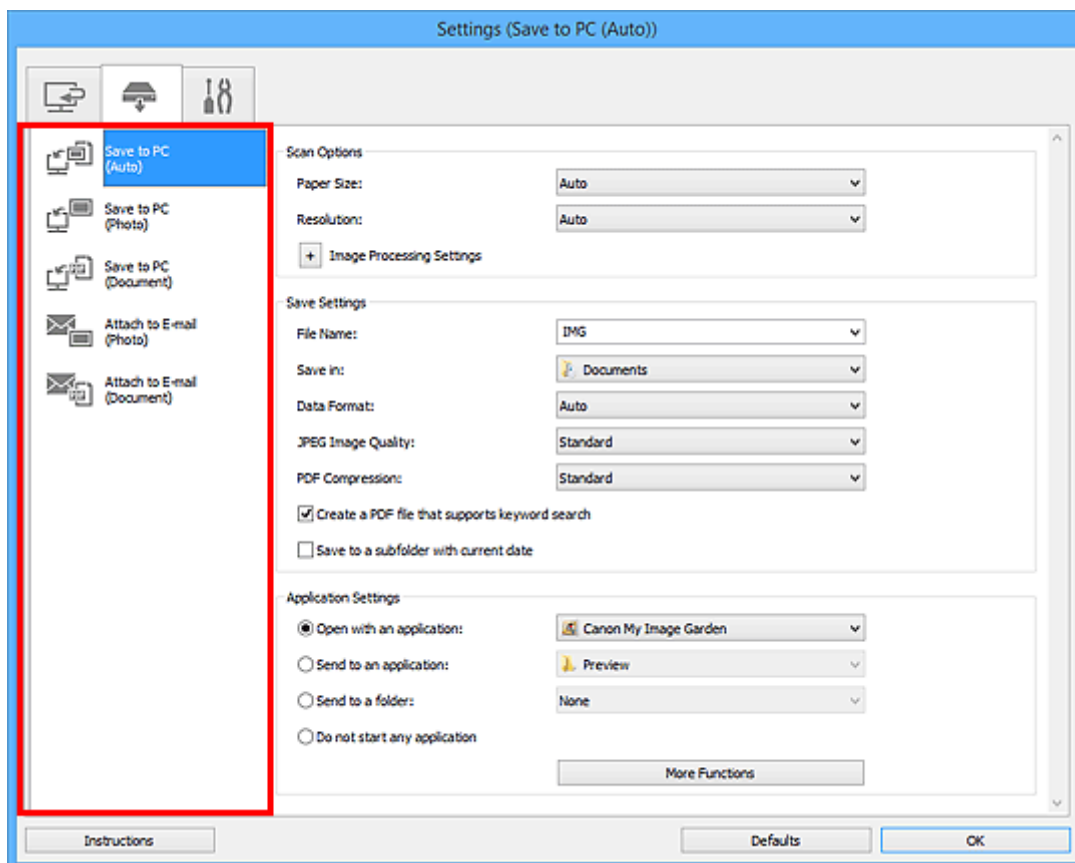 Settings (Save to PC (Auto))
Save to PC
(Auto)
Save to PC
(Photo)
Save to PC
(Document)
Attach to E-mail
(Photo)
Attach to E-mail
(Document)
Scan Options
Paper Size: Auto
Resolution: Auto
+ Image Processing Settings
Save Settings
File Name: IMG
Save in: Documents
Data Format: Auto
JPEG Image Quality: Standard
PDF Compression: Standard
Create a PDF file that supports keyword search
Save to a subfolder with current date
Application Settings
Open with an application: Canon My Image Garden
Send to an application: Preview
Send to a folder: None
Do not start any application
More Functions
Instructions Defaults OK